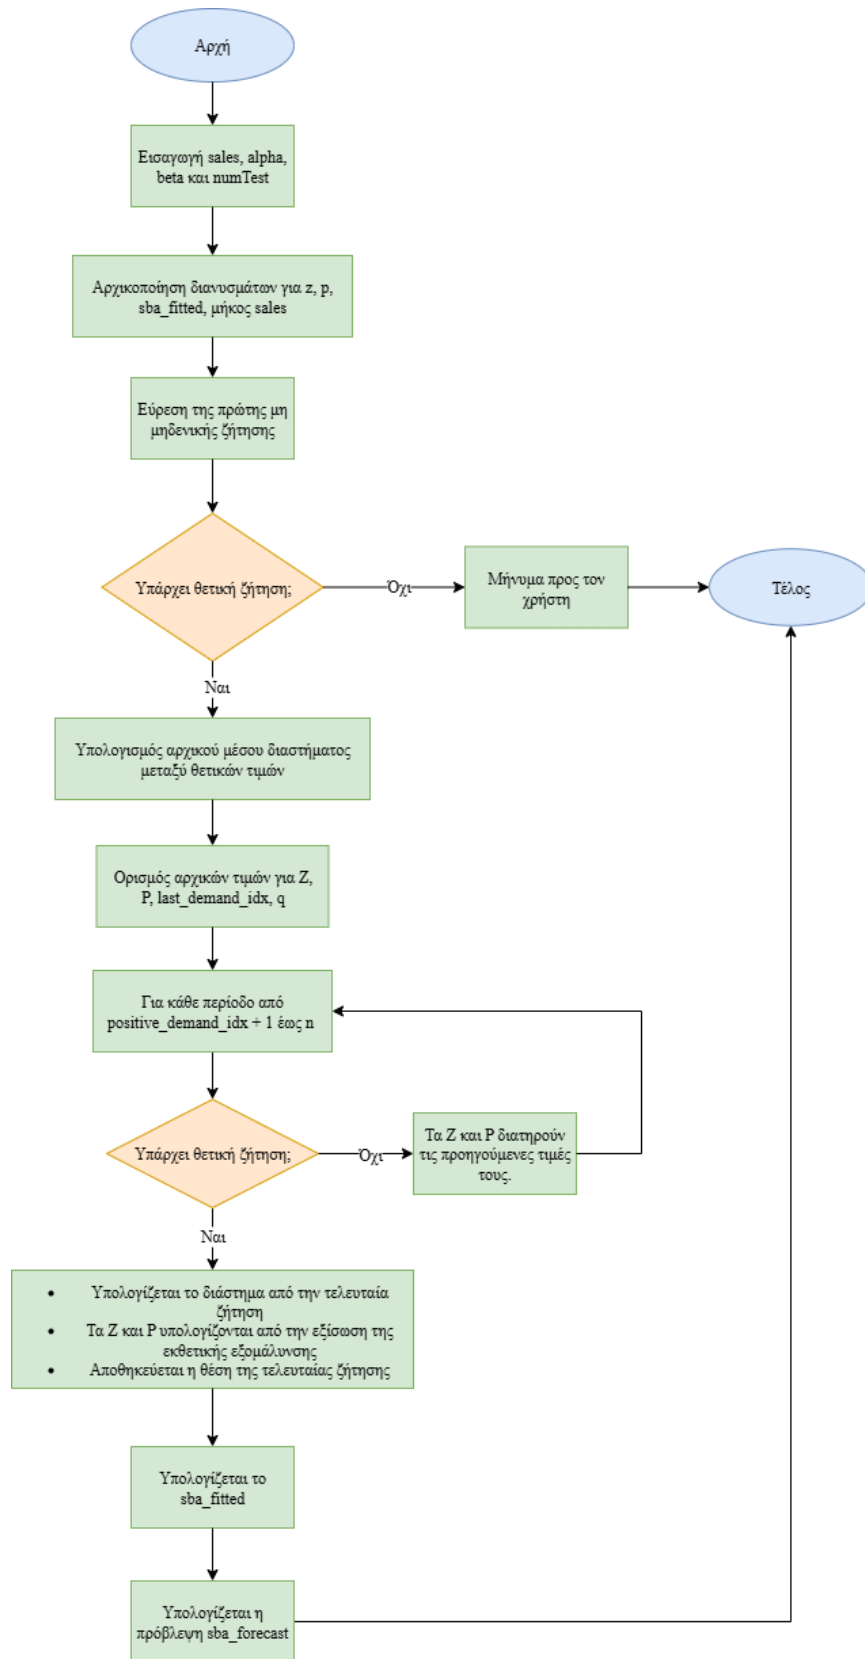 Αρχή
Εισαγωγή sales, alpha,
beta και numTest
Αρχικοποίηση διανυσμάτων για z, p,
sba_fitted, μήκος sales
Εύρεση της πρώτης μη
μηδενικής ζήτησης
Υπάρχει θετική ζήτηση;
Όχι
Μήνυμα προς τον
χρήστη
Τέλος
Ναι
Υπολογισμός αρχικού μέσου διαστήματος
μεταξύ θετικών τιμών
Ορισμός αρχικών τιμών για Z,
P, last_demand_idx, q
Για κάθε περίοδο από
positive_demand_idx + 1 έως n
Υπάρχει θετική ζήτηση;
Όχι
Τα Z και P διατηρούν
τις προηγούμενες τιμές
τους.
Ναι
• Υπολογίζεται το διάστημα από την τελευταία
ζήτηση
• Τα Z και P υπολογίζονται από την εξίσωση της
εκθετικής εξομάλυνσης
• Αποθηκεύεται η θέση της τελευταίας ζήτησης
Υπολογίζεται το
sba_fitted
Υπολογίζεται η
πρόβλεψη sba_forecast